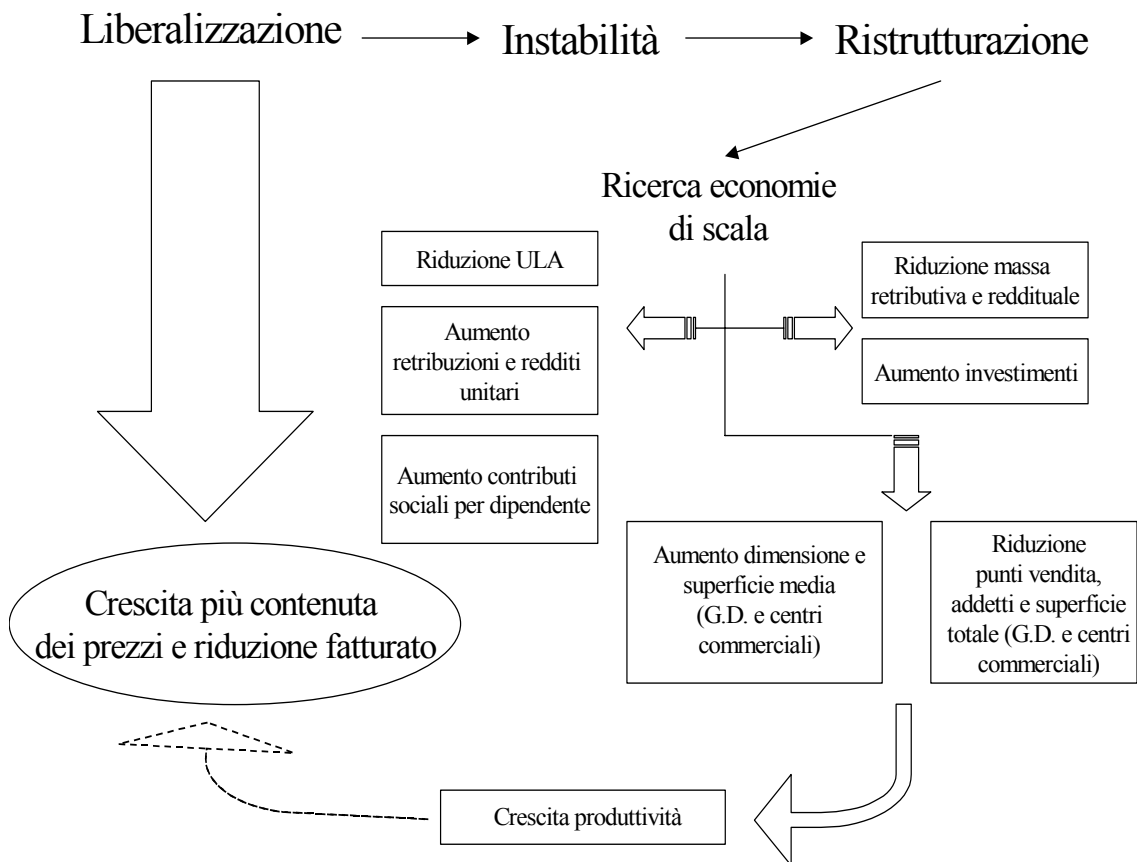 Liberalizzazione
Instabilità
Ristrutturazione
Ricerca economie
di scala
Riduzione ULA
Aumento
retribuzioni e redditi
unitari
Aumento contributi
sociali per dipendente
Riduzione massa
retributiva e reddituale
Aumento investimenti
Aumento dimensione e
superficie media
(G.D. e centri
commerciali)
Riduzione
punti vendita,
addetti e superficie
totale (G.D. e centri
commerciali)
Crescita più contenuta
dei prezzi e riduzione fatturato
Crescita produttività